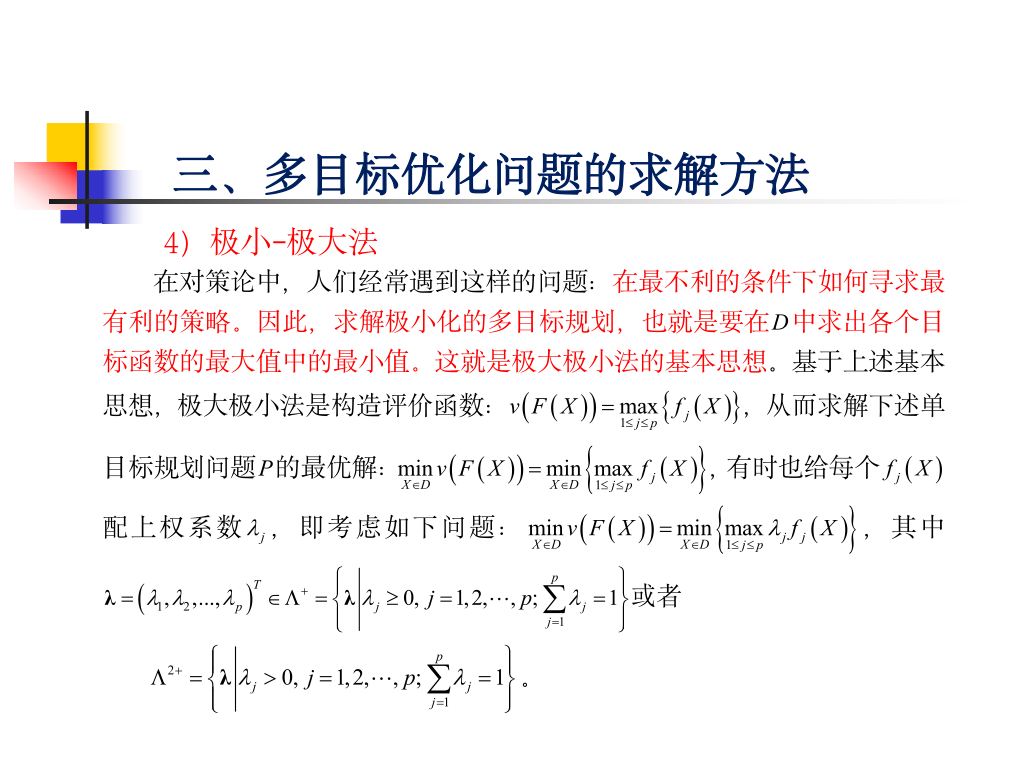 三、多目标优化问题的求解方法
4）极小-极大法
在对策论中，人们经常遇到这样的问题：在最不利的条件下如何寻求最
有利的策略。因此，求解极小化的多目标规划，也就是要在D中求出各个目
标函数的最大值中的最小值。这就是极大极小法的基本思想。基于上述基本
思想，极大极小法是构造评价函数：v(F(X))=max_{1≤j≤p}{f_j(X)}，从而求解下述单
目标规划问题P的最优解：min_{X∈D} v(F(X))=min_{X∈D}{max_{1≤j≤p} f_j(X)}，有时也给每个f_j(X)
配上权系数λ_j，即考虑如下问题：min_{X∈D} v(F(X))=min_{X∈D}{max_{1≤j≤p} λ_j f_j(X)}，其中
λ=(λ_1,λ_2,...,λ_p)^T∈Λ^+={λ|λ_j≥0, j=1,2,⋯,p;∑_{j=1}^{p}λ_j=1}或者
Λ^{2+}={λ|λ_j>0, j=1,2,⋯,p;∑_{j=1}^{p}λ_j=1}。